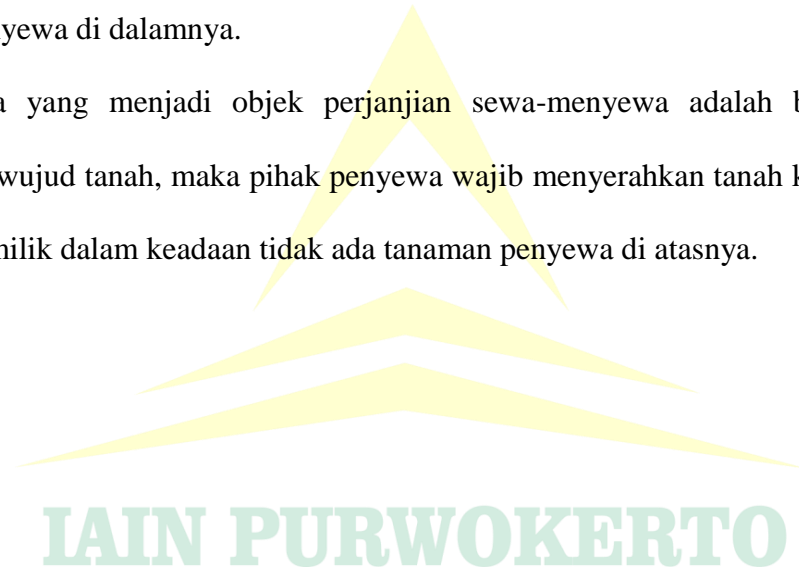 yewa di dalamnya.
yang menjadi objek perjanjian sewa-menyewa adalah
wujud tanah, maka pihak penyewa wajib menyerahkan tanah
milik dalam keadaan tidak ada tanaman penyewa di atasnya.
IAIN PURWOKERTO